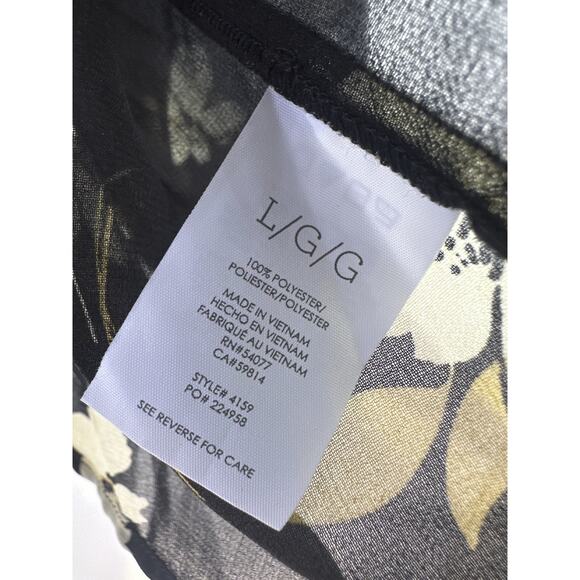 L/G/G
100% POLYESTER/
POLIESTER/POLYESTER
MADE IN VIETNAM
HECHO EN VIETNAM
FABRIQUÉ AU VIETNAM
RN#54077
CA#59814
STYLE# 4159
PO# 224958
SEE REVERSE FOR CARE